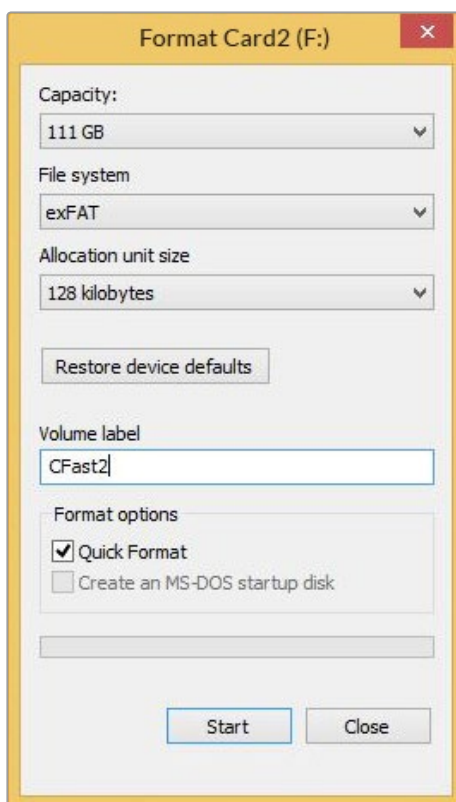 Format Card2 (F:)
Capacity:
111 GB
File system
exFAT
Allocation unit size
128 kilobytes
Restore device defaults
Volume label
CFast2
Format options
Quick Format
Create an MS-DOS startup disk
Start Close